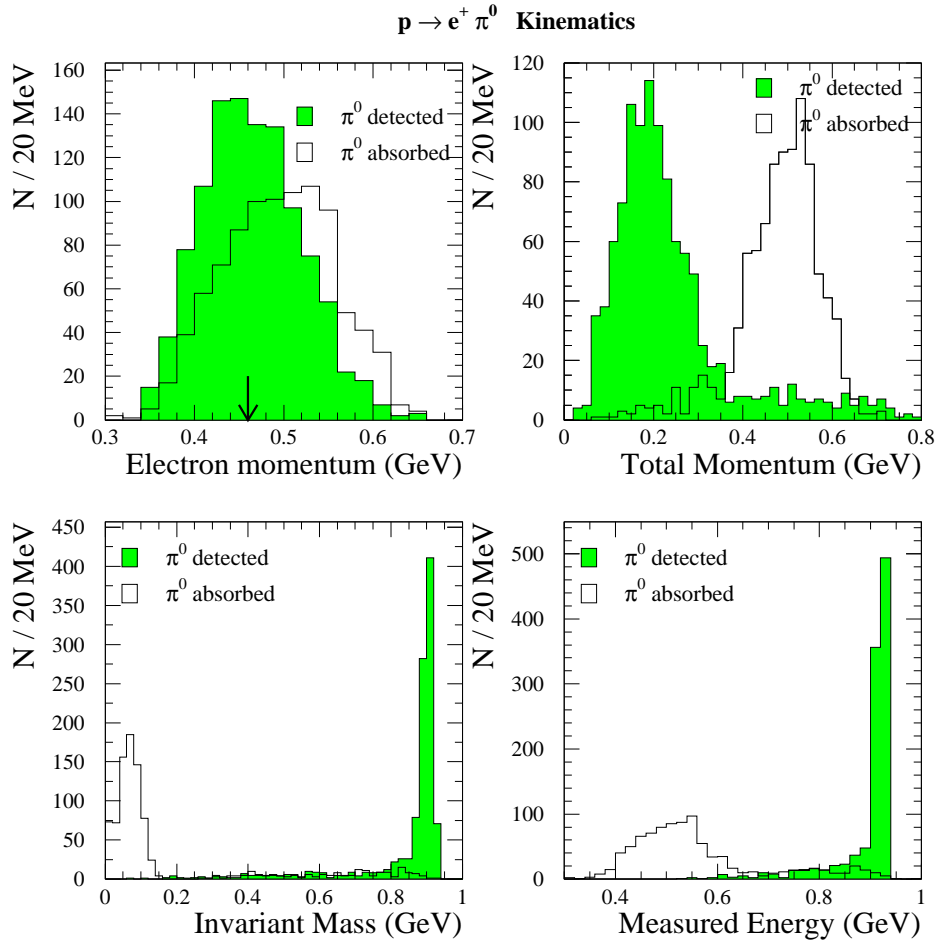 p → e⁺ π⁰ Kinematics
N / 20 MeV
160
140
120
100
80
60
40
20
0
0.3 0.4 0.5 0.6 0.7
Electron momentum (GeV)
π⁰ detected
π⁰ absorbed
N / 20 MeV
120
100
80
60
40
20
0
0 0.2 0.4 0.6 0.8
Total Momentum (GeV)
π⁰ detected
π⁰ absorbed
N / 20 MeV
450
400
350
300
250
200
150
100
50
0
0 0.2 0.4 0.6 0.8 1
Invariant Mass (GeV)
π⁰ detected
π⁰ absorbed
N / 20 MeV
500
400
300
200
100
0
0.4 0.6 0.8 1
Measured Energy (GeV)
π⁰ detected
π⁰ absorbed